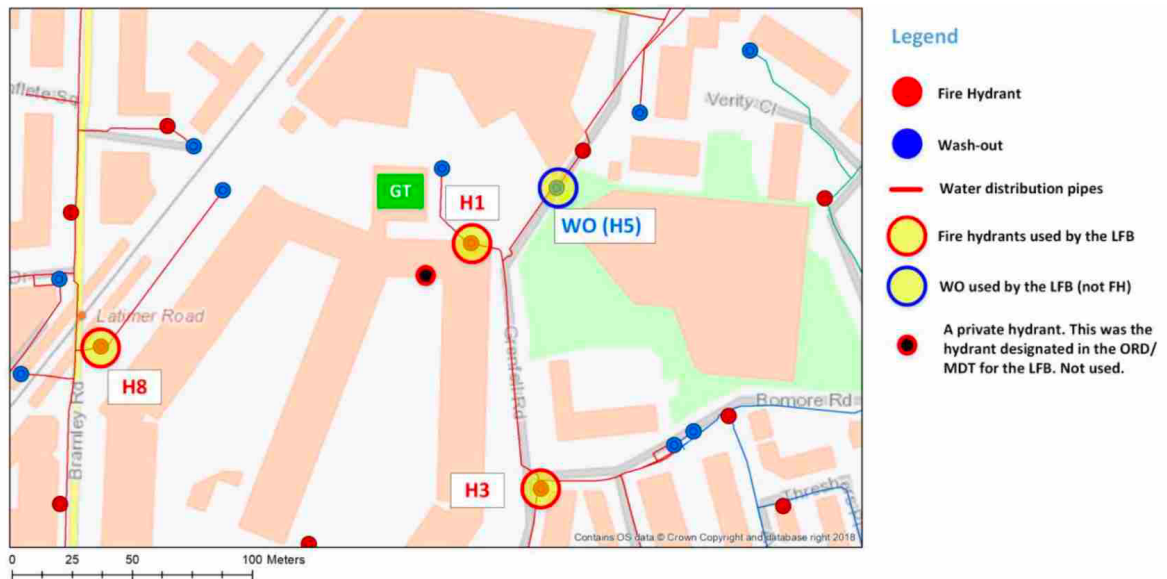 Legend
Fire Hydrant
Wash-out
Water distribution pipes
Fire hydrants used by the LFB
WO used by the LFB (not FH)
A private hydrant. This was the
hydrant designated in the ORD/
MDT for the LFB. Not used.
Verity Cl
GT
H1
WO (H5)
Latimer Road
H8
Bramley Rd
Grenfell Rd
Bomore Rd
H3
Contains OS data © Crown Copyright and database right 2018
0 25 50 100 Meters